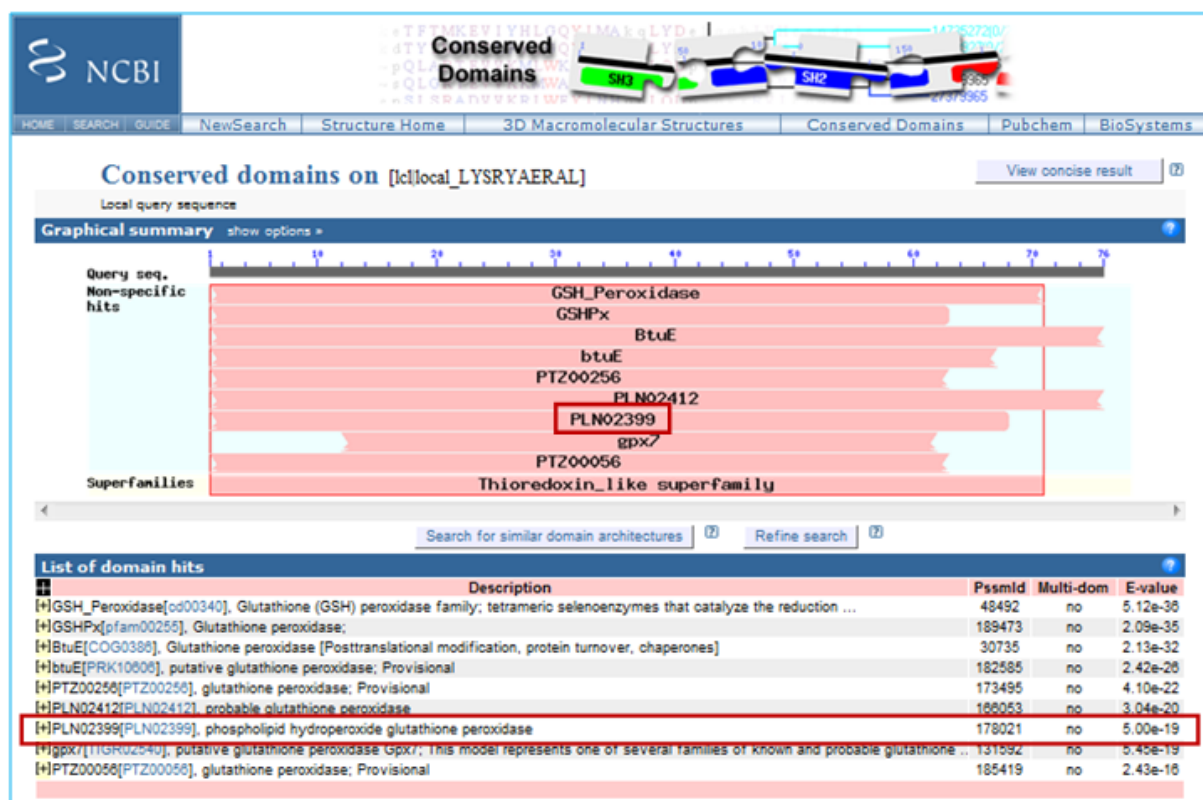 NCBI
Conserved
Domains
SH3
SH2
HOME SEARCH GUIDE NewSearch Structure Home 3D Macromolecular Structures Conserved Domains Pubchem BioSystems
Conserved domains on [lcl|local_LYSRYAERAL]
View concise result ?
Local query sequence
Graphical summary show options » ?
1 10 20 30 40 50 60 70 76
Query seq.
Non-specific
hits
GSH_Peroxidase
GSHPx
BtuE
btuE
PTZ00256
PLN02412
PLN02399
gpx7
PTZ00056
Superfamilies Thioredoxin_like superfamily
Search for similar domain architectures ? Refine search ?
List of domain hits ?
Description PssmId Multi-dom E-value
[+]GSH_Peroxidase[cd00340], Glutathione (GSH) peroxidase family; tetrameric selenoenzymes that catalyze the reduction ... 48492 no 5.12e-36
[+]GSHPx[pfam00255], Glutathione peroxidase; 189473 no 2.09e-35
[+]BtuE[COG0386], Glutathione peroxidase [Posttranslational modification, protein turnover, chaperones] 30735 no 2.13e-32
[+]btuE[PRK10606], putative glutathione peroxidase; Provisional 182585 no 2.42e-26
[+]PTZ00256[PTZ00256], glutathione peroxidase; Provisional 173495 no 4.10e-22
[+]PLN02412[PLN02412], probable glutathione peroxidase 166053 no 3.04e-20
[+]PLN02399[PLN02399], phospholipid hydroperoxide glutathione peroxidase 178021 no 5.00e-19
[+]gpx7[TIGR02540], putative glutathione peroxidase Gpx7; This model represents one of several families of known and probable glutathione .. 131592 no 5.45e-19
[+]PTZ00056[PTZ00056], glutathione peroxidase; Provisional 185419 no 2.43e-16